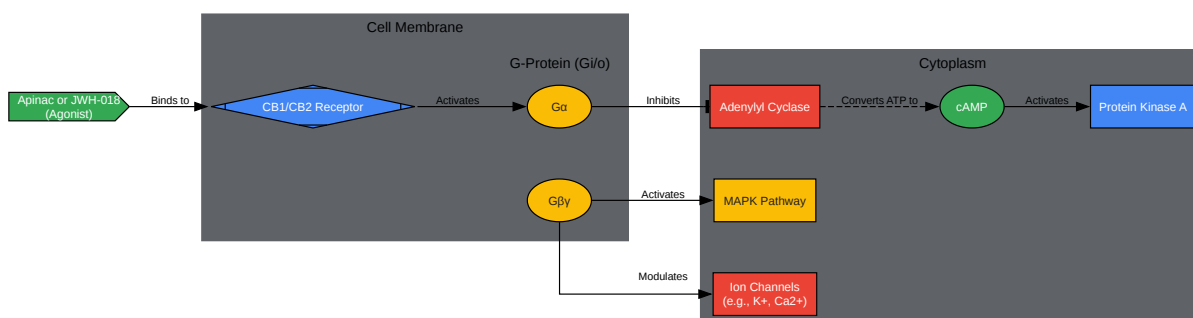 Cell Membrane
G-Protein (Gi/o)
Cytoplasm
Apinac or JWH-018
(Agonist)
Binds to
CB1/CB2 Receptor
Activates
Gα
Inhibits
Adenylyl Cyclase
Converts ATP to
cAMP
Activates
Protein Kinase A
Gβγ
Activates
MAPK Pathway
Modulates
Ion Channels
(e.g., K+, Ca2+)